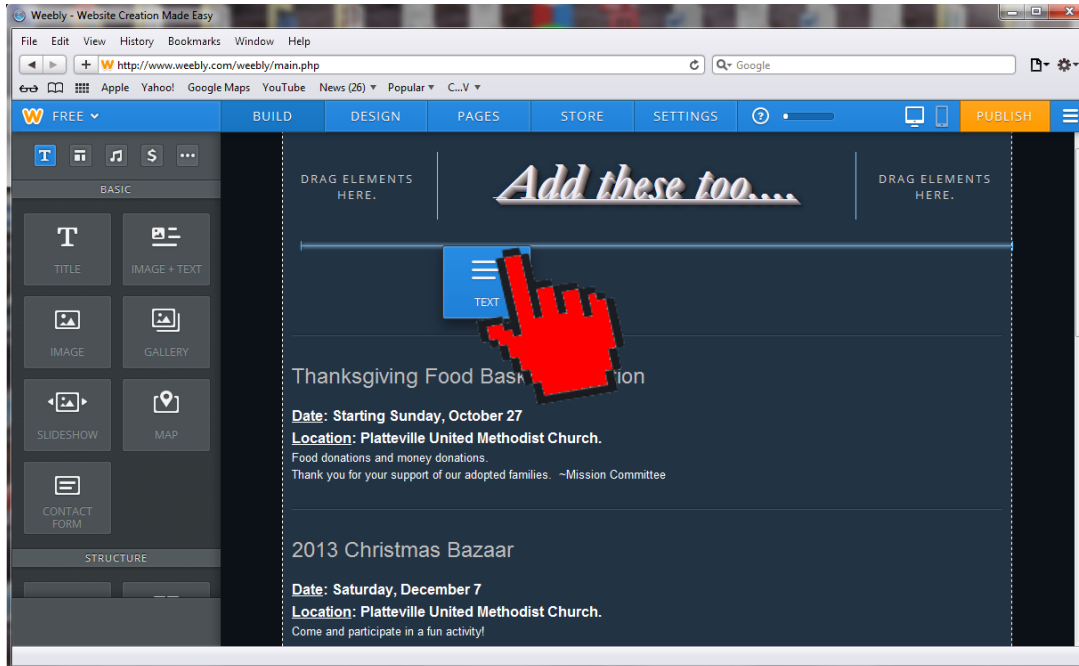 Weebly - Website Creation Made Easy
File Edit View History Bookmarks Window Help
W http://www.weebly.com/weebly/main.php
Google
Apple Yahoo! Google Maps YouTube News (26) Popular C...V
W FREE BUILD DESIGN PAGES STORE SETTINGS ? PUBLISH
T $
BASIC
T
TITLE IMAGE + TEXT
IMAGE GALLERY
SLIDESHOW MAP
CONTACT
FORM
STRUCTURE
DRAG ELEMENTS
HERE.
Add these too....
DRAG ELEMENTS
HERE.
TEXT
Thanksgiving Food
Date: Starting Sunday, October 27
Location: Platteville United Methodist Church.
Food donations and money donations.
Thank you for your support of our adopted families. ~Mission Committee
2013 Christmas Bazaar
Date: Saturday, December 7
Location: Platteville United Methodist Church.
Come and participate in a fun activity!